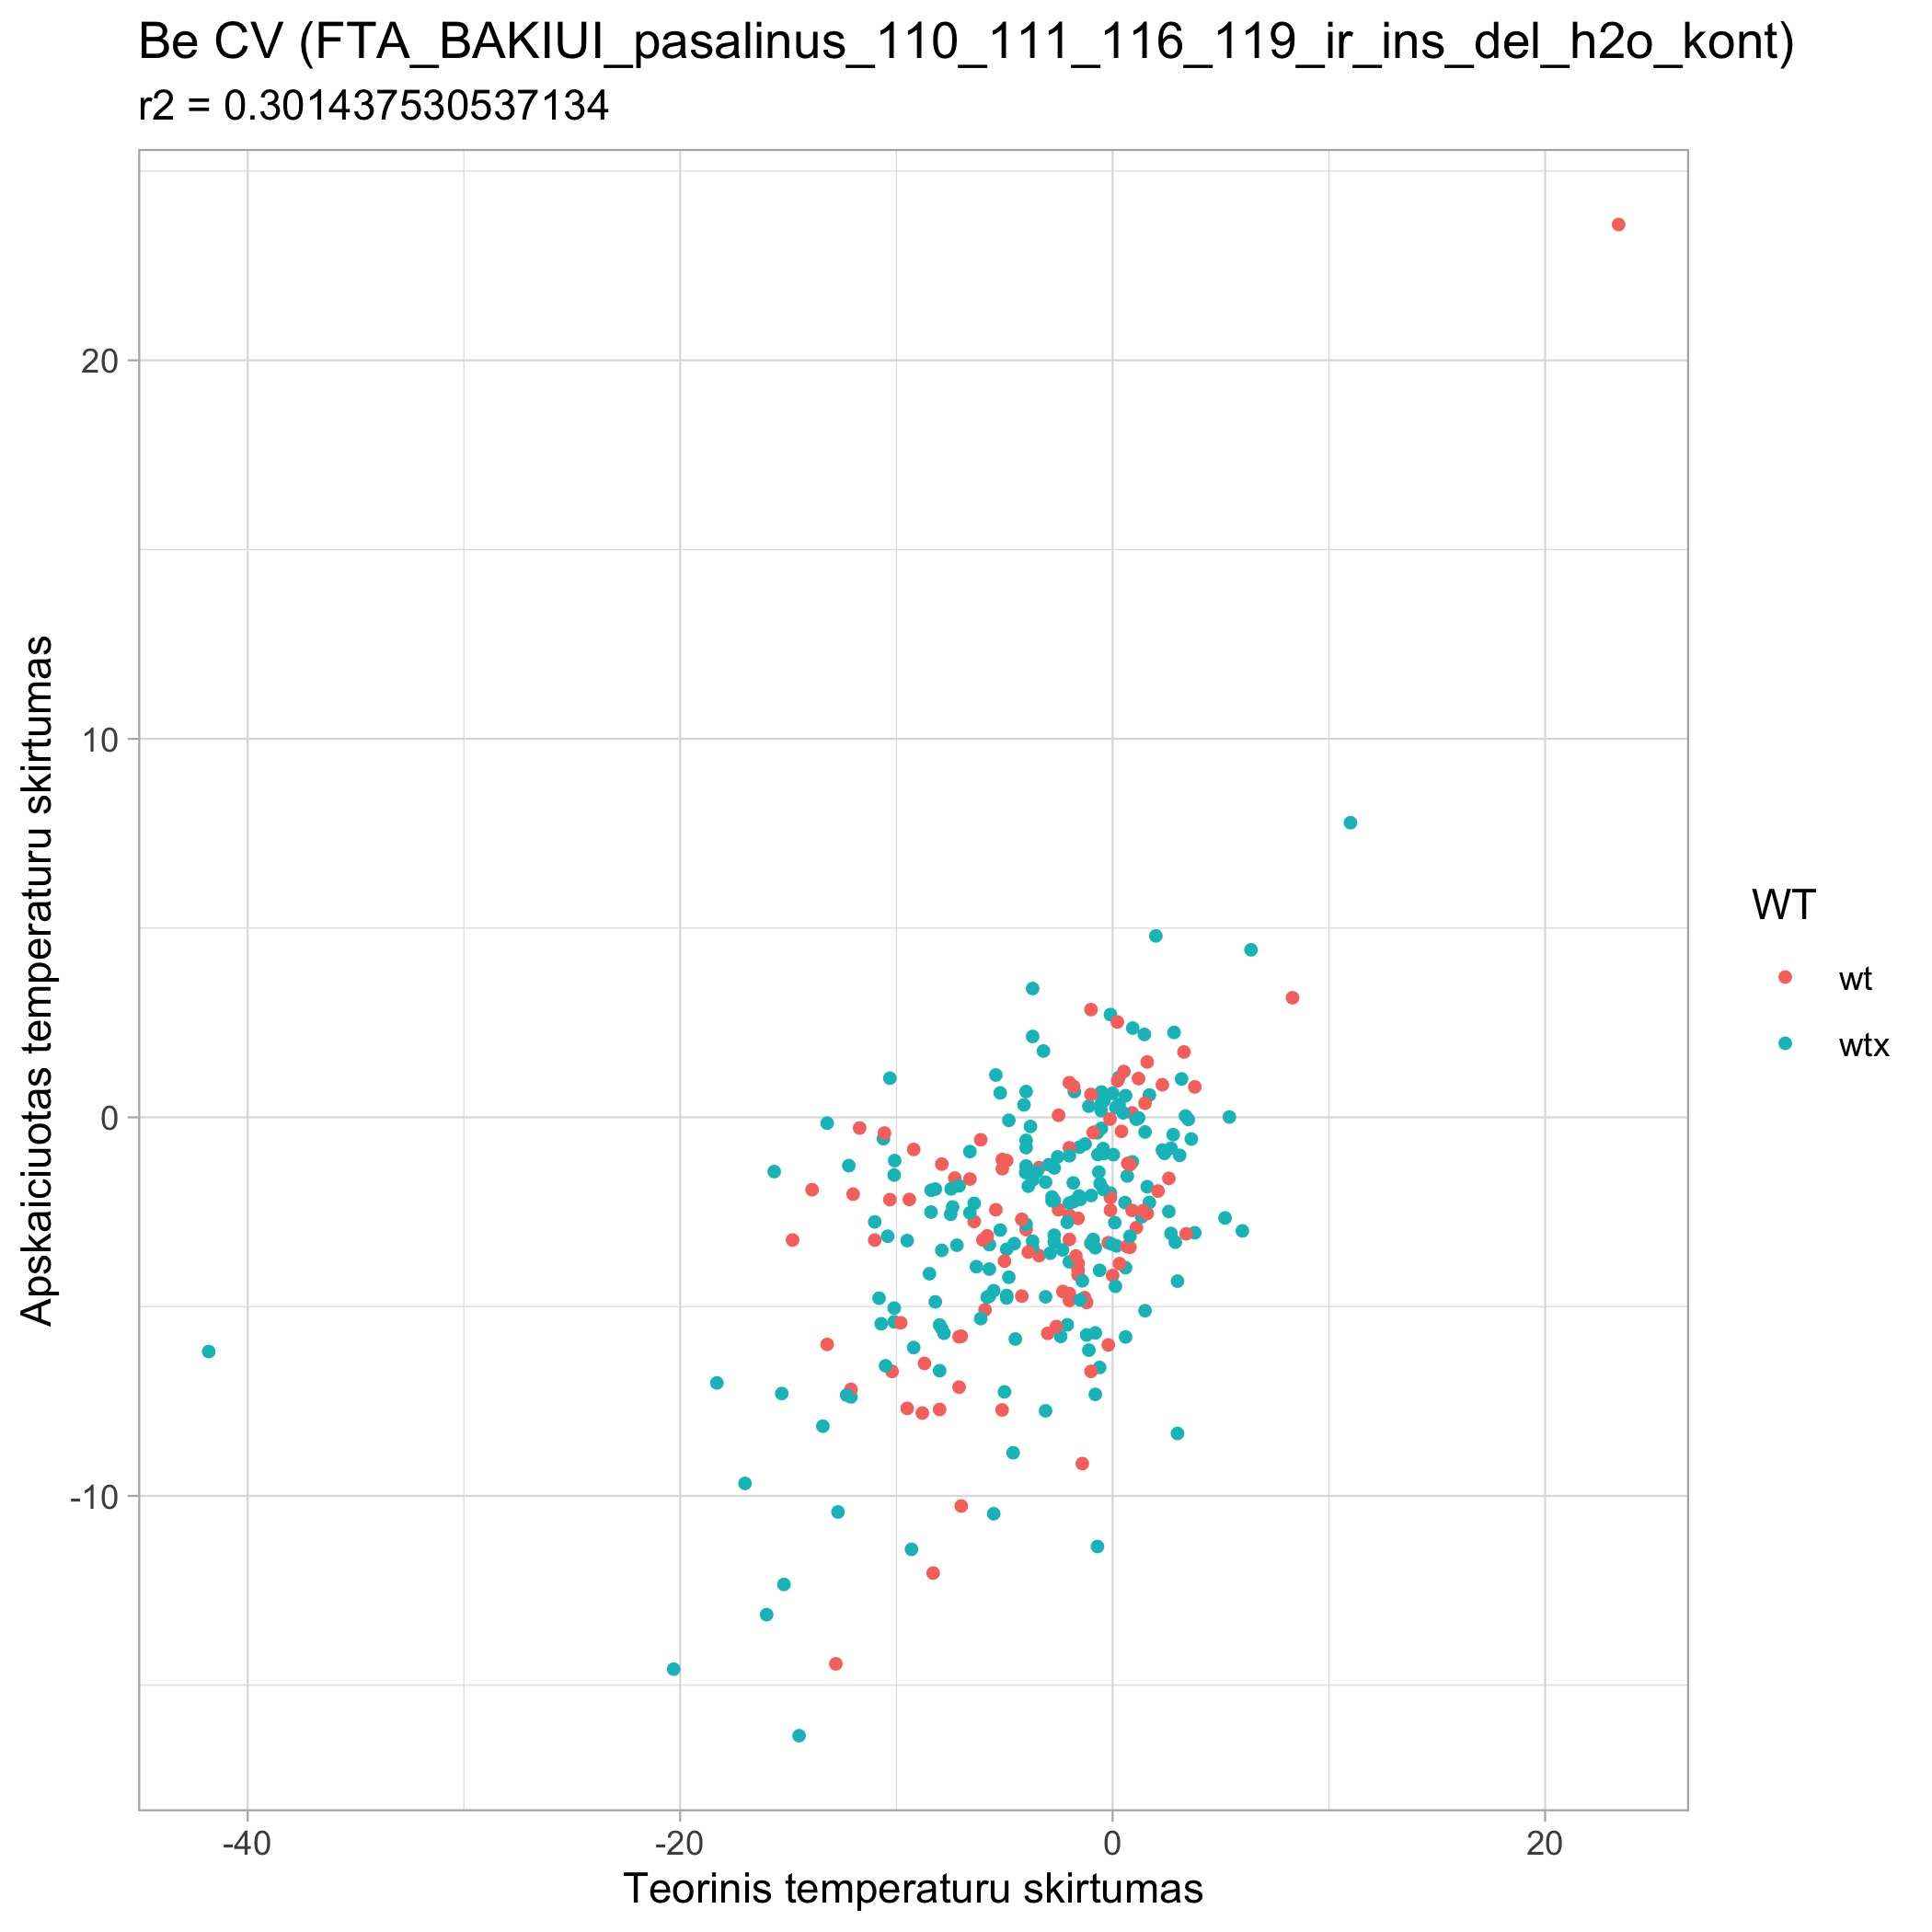 Be CV (FTA_BAKIUI_pasalinus_110_111_116_119_ir_ins_del_h2o_kont)
r2 = 0.301437530537134
Apskaiciuotas temperaturu skirtumas
20
10
0
-10
-40
-20
0
20
Teorinis temperaturu skirtumas
WT
wt
wtx